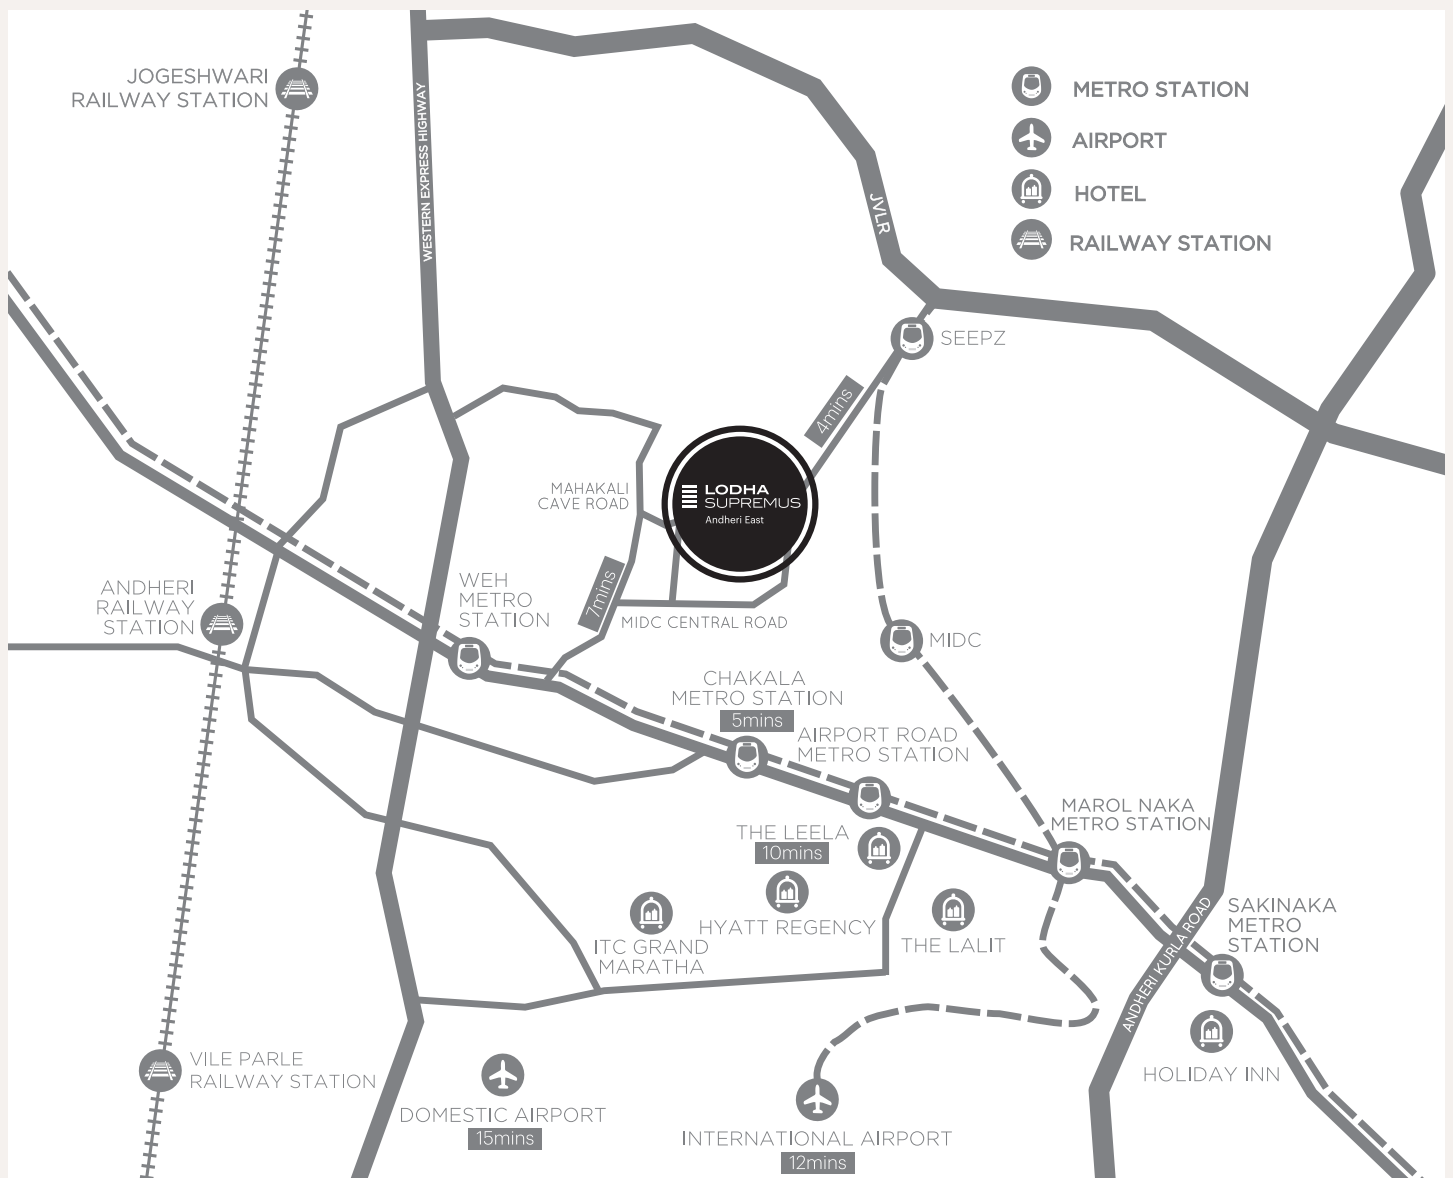 JOGESHWARI
RAILWAY STATION
WESTERN EXPRESS HIGHWAY
JVLR
METRO STATION
AIRPORT
HOTEL
RAILWAY STATION
SEEPZ
4mins
MAHAKALI
CAVE ROAD
LODHA
SUPREMUS
Andheri East
ANDHERI
RAILWAY
STATION
WEH
METRO
STATION
7mins
MIDC CENTRAL ROAD
MIDC
CHAKALA
METRO STATION
5mins
AIRPORT ROAD
METRO STATION
MAROL NAKA
METRO STATION
THE LEELA
10mins
HYATT REGENCY
ITC GRAND
MARATHA
THE LALIT
ANDHERI KURLA ROAD
SAKINAKA
METRO
STATION
HOLIDAY INN
VILE PARLE
RAILWAY STATION
DOMESTIC AIRPORT
15mins
INTERNATIONAL AIRPORT
12mins